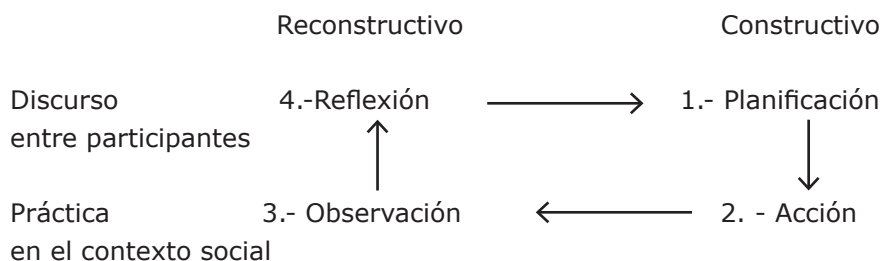 Reconstructivo Constructivo
Discurso 4.-Reflexión 1.- Planificación
entre participantes
Práctica 3.- Observación 2. - Acción
en el contexto social